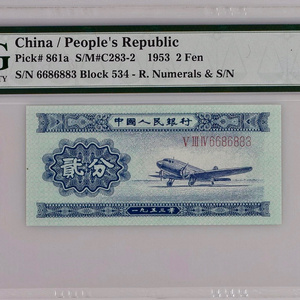 G
TY
China / People's Republic
Pick# 861a S/M#C283-2 1953 2 Fen
S/N 6686883 Block 534 - R. Numerals & S/N
中國人民銀行
V III IV 6686883
貳分
一九五三年